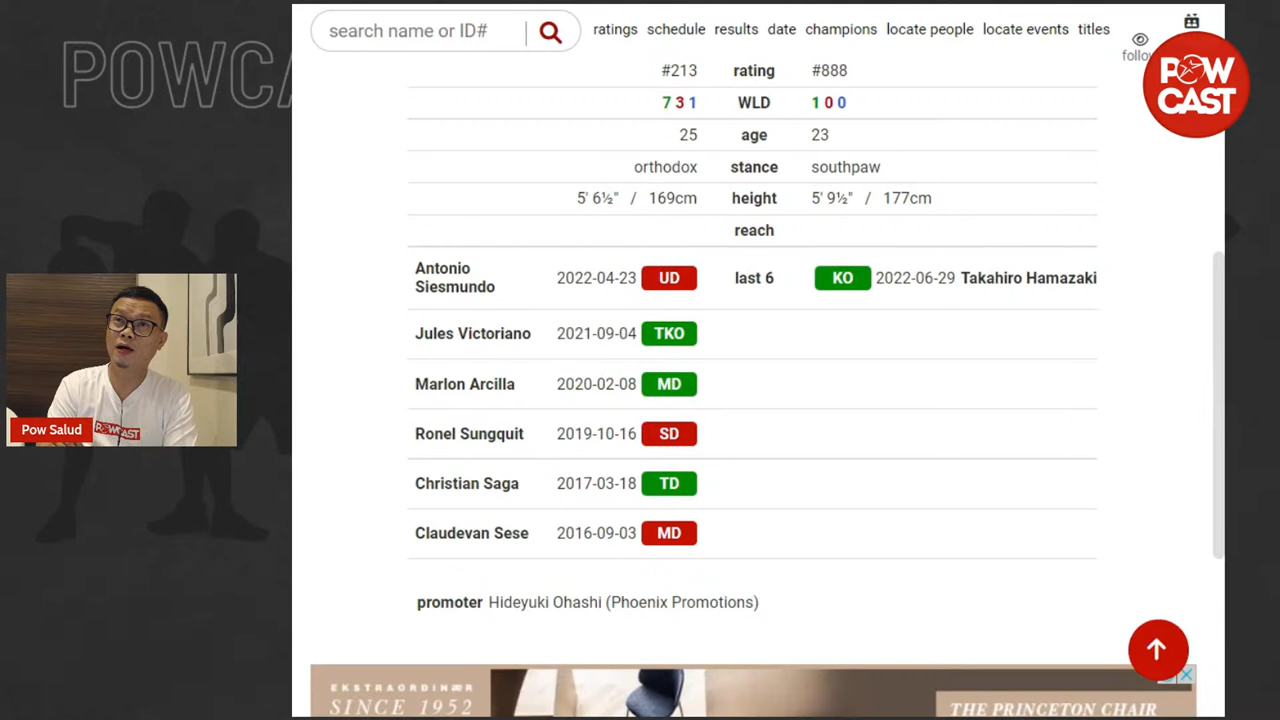 POWCA
search name or ID#
ratings schedule results date champions locate people locate events titles
follo
POW
CAST
#213 rating #888
7 3 1 WLD 1 0 0
25 age 23
orthodox stance southpaw
5' 6½" / 169cm height 5' 9½" / 177cm
reach
Antonio
Siesmundo 2022-04-23 UD last 6 KO 2022-06-29 Takahiro Hamazaki
Jules Victoriano 2021-09-04 TKO
Marlon Arcilla 2020-02-08 MD
Ronel Sungquit 2019-10-16 SD
Christian Saga 2017-03-18 TD
Claudevan Sese 2016-09-03 MD
promoter Hideyuki Ohashi (Phoenix Promotions)
Pow Salud
POWCAST
EKSTRAORDINÆR
SINCE 1952
THE PRINCETON CHAIR